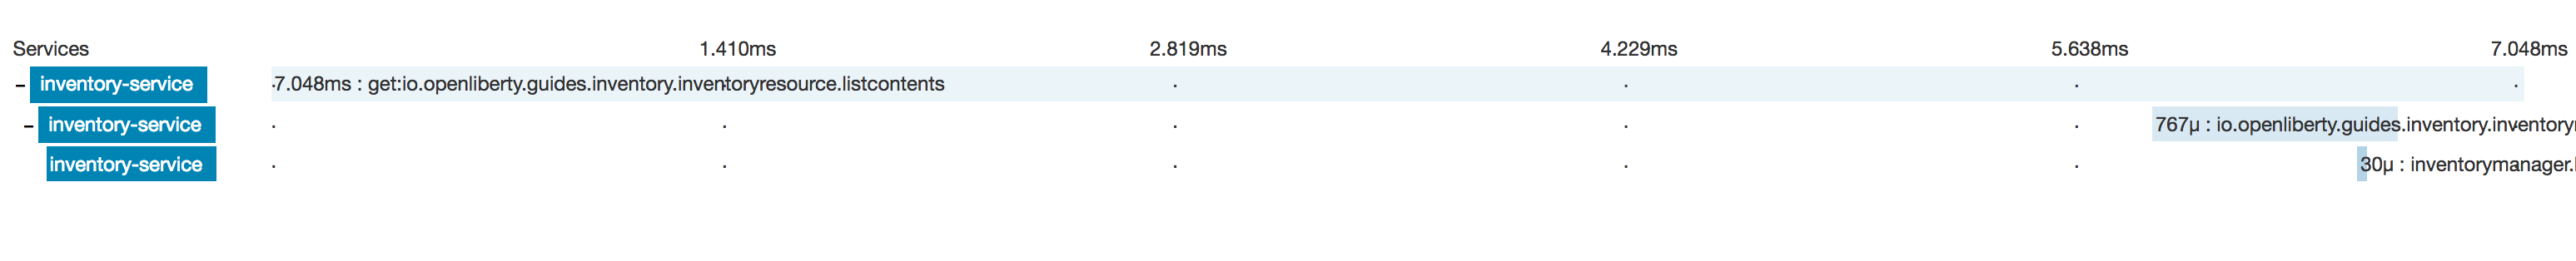 Services 1.410ms 2.819ms 4.229ms 5.638ms 7.048ms
− inventory-service 7.048ms : get:io.openliberty.guides.inventory.inventoryresource.listcontents
− inventory-service 767μ : io.openliberty.guides.inventory.inventory
inventory-service 30μ : inventorymanager.